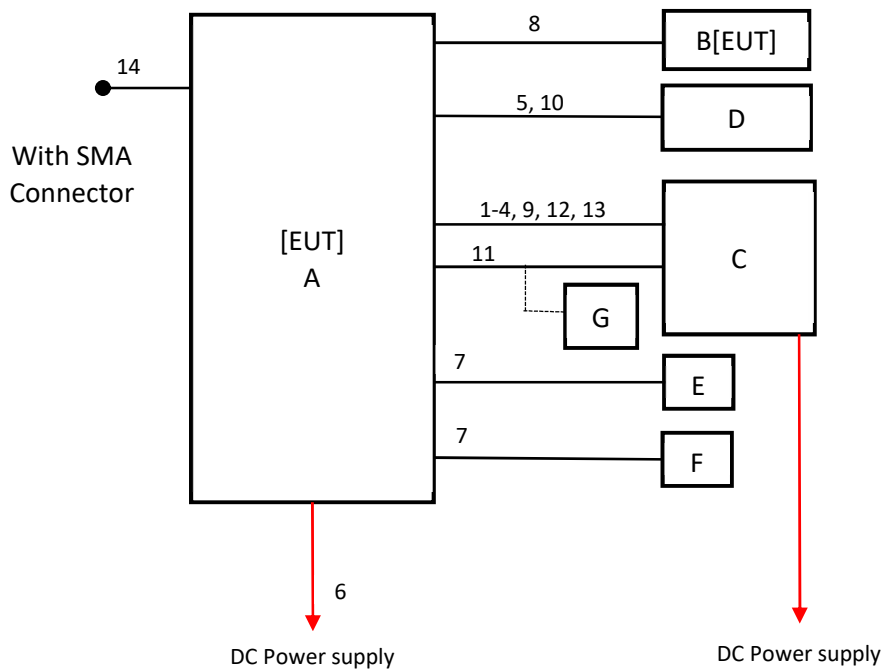 8
B[EUT]
14
5, 10
D
With SMA
Connector
1-4, 9, 12, 13
[EUT]
A
11
C
G
7
E
7
F
6
DC Power supply
DC Power supply